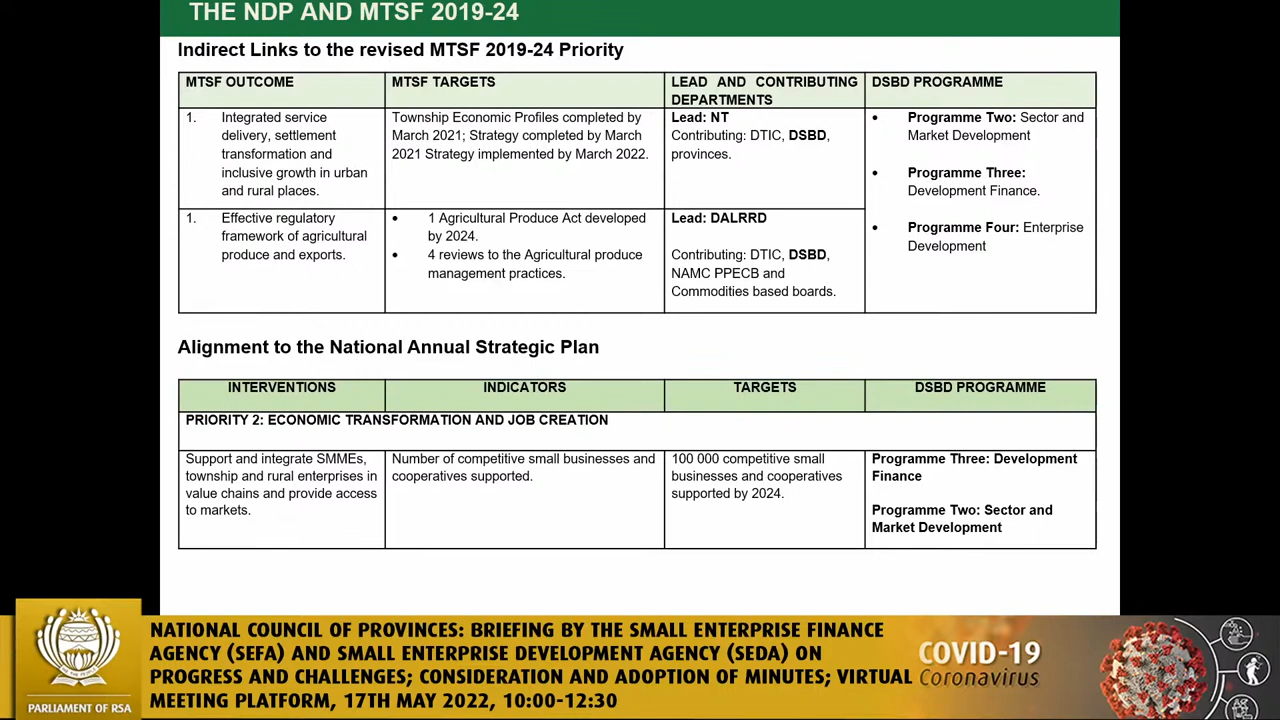 THE NDP AND MTSF 2019-24
Indirect Links to the revised MTSF 2019-24 Priority
MTSF OUTCOME
MTSF TARGETS
LEAD AND CONTRIBUTING
DEPARTMENTS
DSBD PROGRAMME
1. Integrated service
delivery, settlement
transformation and
inclusive growth in urban
and rural places.
Township Economic Profiles completed by
March 2021; Strategy completed by March
2021 Strategy implemented by March 2022.
Lead: NT
Contributing: DTIC, DSBD,
provinces.
• Programme Two: Sector and
Market Development
• Programme Three:
Development Finance.
• Programme Four: Enterprise
Development
1. Effective regulatory
framework of agricultural
produce and exports.
• 1 Agricultural Produce Act developed
by 2024.
• 4 reviews to the Agricultural produce
management practices.
Lead: DALRRD
Contributing: DTIC, DSBD,
NAMC PPECB and
Commodities based boards.
Alignment to the National Annual Strategic Plan
INTERVENTIONS
INDICATORS
TARGETS
DSBD PROGRAMME
PRIORITY 2: ECONOMIC TRANSFORMATION AND JOB CREATION
Support and integrate SMMEs,
township and rural enterprises in
value chains and provide access
to markets.
Number of competitive small businesses and
cooperatives supported.
100 000 competitive small
businesses and cooperatives
supported by 2024.
Programme Three: Development
Finance
Programme Two: Sector and
Market Development
PARLIAMENT OF RSA
NATIONAL COUNCIL OF PROVINCES: BRIEFING BY THE SMALL ENTERPRISE FINANCE
AGENCY (SEFA) AND SMALL ENTERPRISE DEVELOPMENT AGENCY (SEDA) ON
PROGRESS AND CHALLENGES; CONSIDERATION AND ADOPTION OF MINUTES; VIRTUAL
MEETING PLATFORM, 17TH MAY 2022, 10:00-12:30
COVID-19
Coronavirus